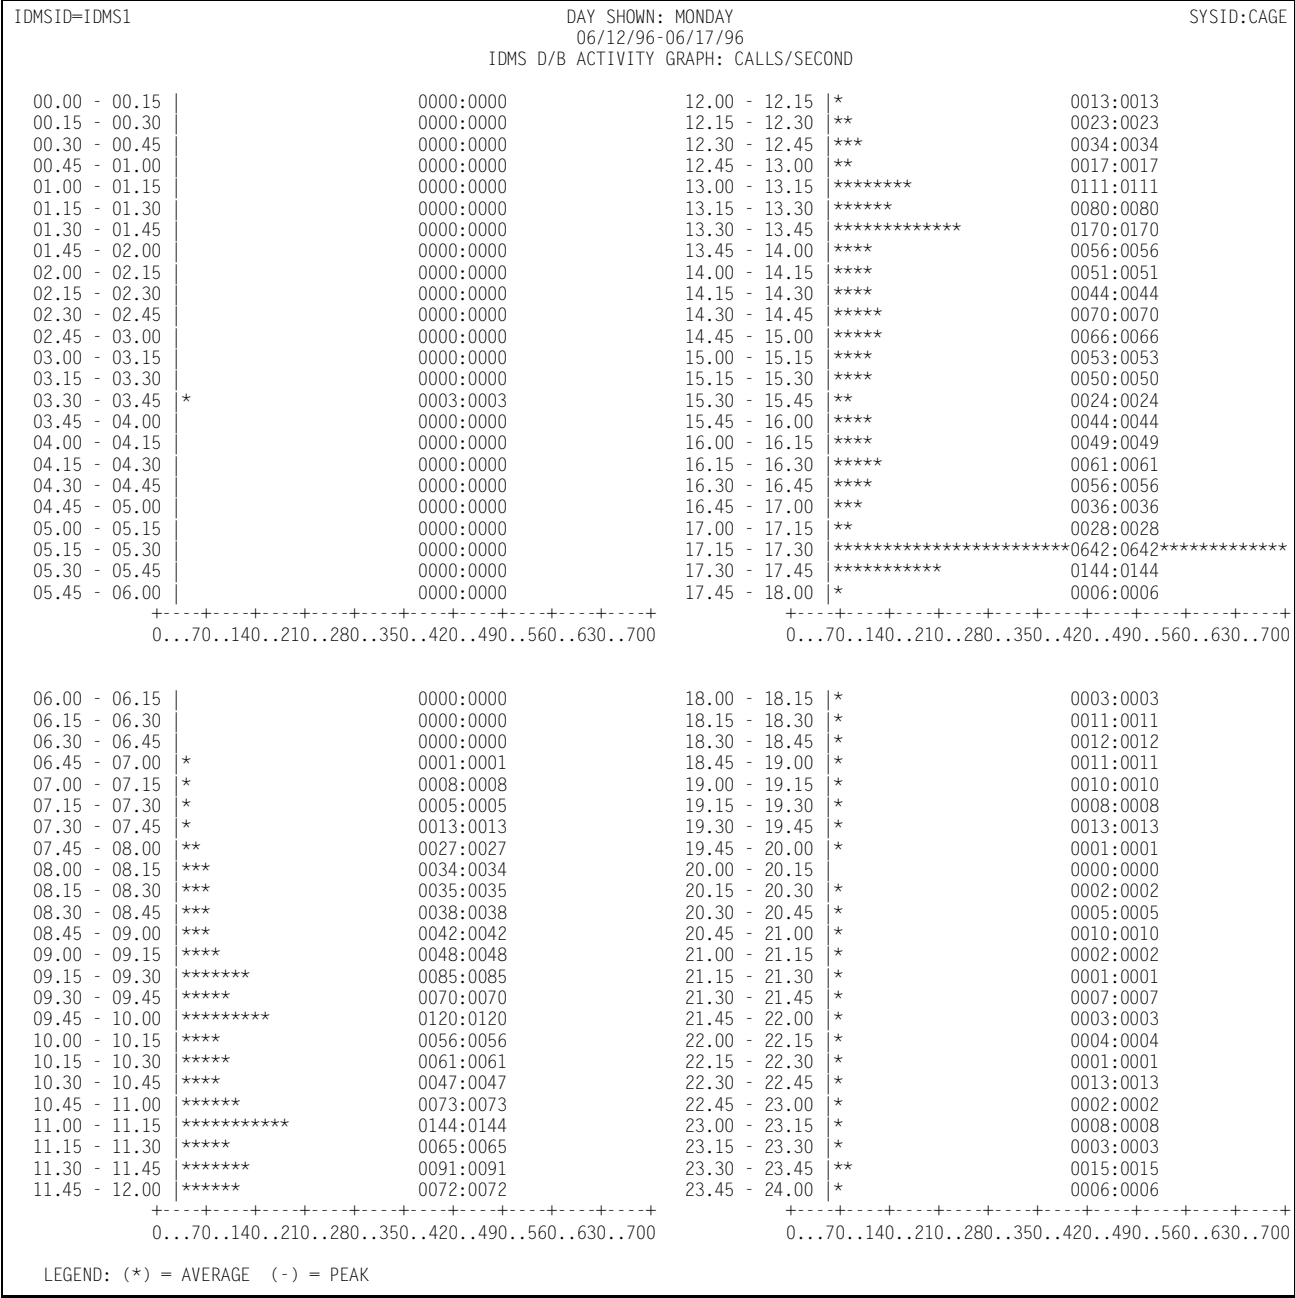 IDMSID=IDMS1 DAY SHOWN: MONDAY SYSID:CAGE
06/12/96-06/17/96
IDMS D/B ACTIVITY GRAPH: CALLS/SECOND
00.00 - 00.15 | 0000:0000 12.00 - 12.15 |* 0013:0013
00.15 - 00.30 | 0000:0000 12.15 - 12.30 |** 0023:0023
00.30 - 00.45 | 0000:0000 12.30 - 12.45 |*** 0034:0034
00.45 - 01.00 | 0000:0000 12.45 - 13.00 |** 0017:0017
01.00 - 01.15 | 0000:0000 13.00 - 13.15 |******** 0111:0111
01.15 - 01.30 | 0000:0000 13.15 - 13.30 |****** 0080:0080
01.30 - 01.45 | 0000:0000 13.30 - 13.45 |************* 0170:0170
01.45 - 02.00 | 0000:0000 13.45 - 14.00 |**** 0056:0056
02.00 - 02.15 | 0000:0000 14.00 - 14.15 |**** 0051:0051
02.15 - 02.30 | 0000:0000 14.15 - 14.30 |**** 0044:0044
02.30 - 02.45 | 0000:0000 14.30 - 14.45 |***** 0070:0070
02.45 - 03.00 | 0000:0000 14.45 - 15.00 |***** 0066:0066
03.00 - 03.15 | 0000:0000 15.00 - 15.15 |**** 0053:0053
03.15 - 03.30 | 0000:0000 15.15 - 15.30 |**** 0050:0050
03.30 - 03.45 |* 0003:0003 15.30 - 15.45 |** 0024:0024
03.45 - 04.00 | 0000:0000 15.45 - 16.00 |**** 0044:0044
04.00 - 04.15 | 0000:0000 16.00 - 16.15 |**** 0049:0049
04.15 - 04.30 | 0000:0000 16.15 - 16.30 |***** 0061:0061
04.30 - 04.45 | 0000:0000 16.30 - 16.45 |**** 0056:0056
04.45 - 05.00 | 0000:0000 16.45 - 17.00 |*** 0036:0036
05.00 - 05.15 | 0000:0000 17.00 - 17.15 |** 0028:0028
05.15 - 05.30 | 0000:0000 17.15 - 17.30 |************************0642:0642*************
05.30 - 05.45 | 0000:0000 17.30 - 17.45 |*********** 0144:0144
05.45 - 06.00 | 0000:0000 17.45 - 18.00 |* 0006:0006
+----+----+----+----+----+----+----+----+----+----+ +----+----+----+----+----+----+----+----+----+----+
0...70..140..210..280..350..420..490..560..630..700 0...70..140..210..280..350..420..490..560..630..700
06.00 - 06.15 | 0000:0000 18.00 - 18.15 |* 0003:0003
06.15 - 06.30 | 0000:0000 18.15 - 18.30 |* 0011:0011
06.30 - 06.45 | 0000:0000 18.30 - 18.45 |* 0012:0012
06.45 - 07.00 |* 0001:0001 18.45 - 19.00 |* 0011:0011
07.00 - 07.15 |* 0008:0008 19.00 - 19.15 |* 0010:0010
07.15 - 07.30 |* 0005:0005 19.15 - 19.30 |* 0008:0008
07.30 - 07.45 |* 0013:0013 19.30 - 19.45 |* 0013:0013
07.45 - 08.00 |** 0027:0027 19.45 - 20.00 |* 0001:0001
08.00 - 08.15 |*** 0034:0034 20.00 - 20.15 | 0000:0000
08.15 - 08.30 |*** 0035:0035 20.15 - 20.30 |* 0002:0002
08.30 - 08.45 |*** 0038:0038 20.30 - 20.45 |* 0005:0005
08.45 - 09.00 |*** 0042:0042 20.45 - 21.00 |* 0010:0010
09.00 - 09.15 |**** 0048:0048 21.00 - 21.15 |* 0002:0002
09.15 - 09.30 |******* 0085:0085 21.15 - 21.30 |* 0001:0001
09.30 - 09.45 |***** 0070:0070 21.30 - 21.45 |* 0007:0007
09.45 - 10.00 |********* 0120:0120 21.45 - 22.00 |* 0003:0003
10.00 - 10.15 |**** 0056:0056 22.00 - 22.15 |* 0004:0004
10.15 - 10.30 |***** 0061:0061 22.15 - 22.30 |* 0001:0001
10.30 - 10.45 |**** 0047:0047 22.30 - 22.45 |* 0013:0013
10.45 - 11.00 |****** 0073:0073 22.45 - 23.00 |* 0002:0002
11.00 - 11.15 |*********** 0144:0144 23.00 - 23.15 |* 0008:0008
11.15 - 11.30 |***** 0065:0065 23.15 - 23.30 |* 0003:0003
11.30 - 11.45 |******* 0091:0091 23.30 - 23.45 |** 0015:0015
11.45 - 12.00 |****** 0072:0072 23.45 - 24.00 |* 0006:0006
+----+----+----+----+----+----+----+----+----+----+ +----+----+----+----+----+----+----+----+----+----+
0...70..140..210..280..350..420..490..560..630..700 0...70..140..210..280..350..420..490..560..630..700
LEGEND: (*) = AVERAGE (-) = PEAK